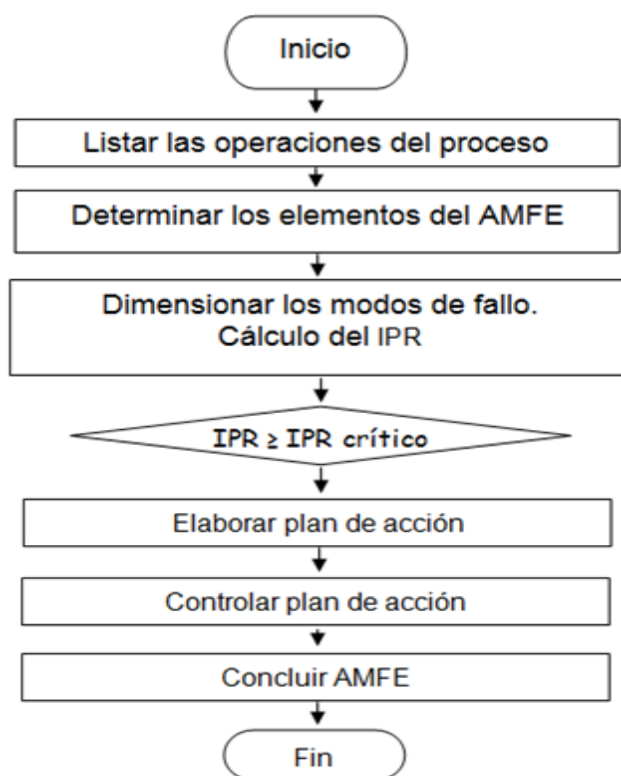 Inicio
Listar las operaciones del proceso
Determinar los elementos del AMFE
Dimensionar los modos de fallo.
Cálculo del IPR
IPR ≥ IPR crítico
Elaborar plan de acción
Controlar plan de acción
Concluir AMFE
Fin